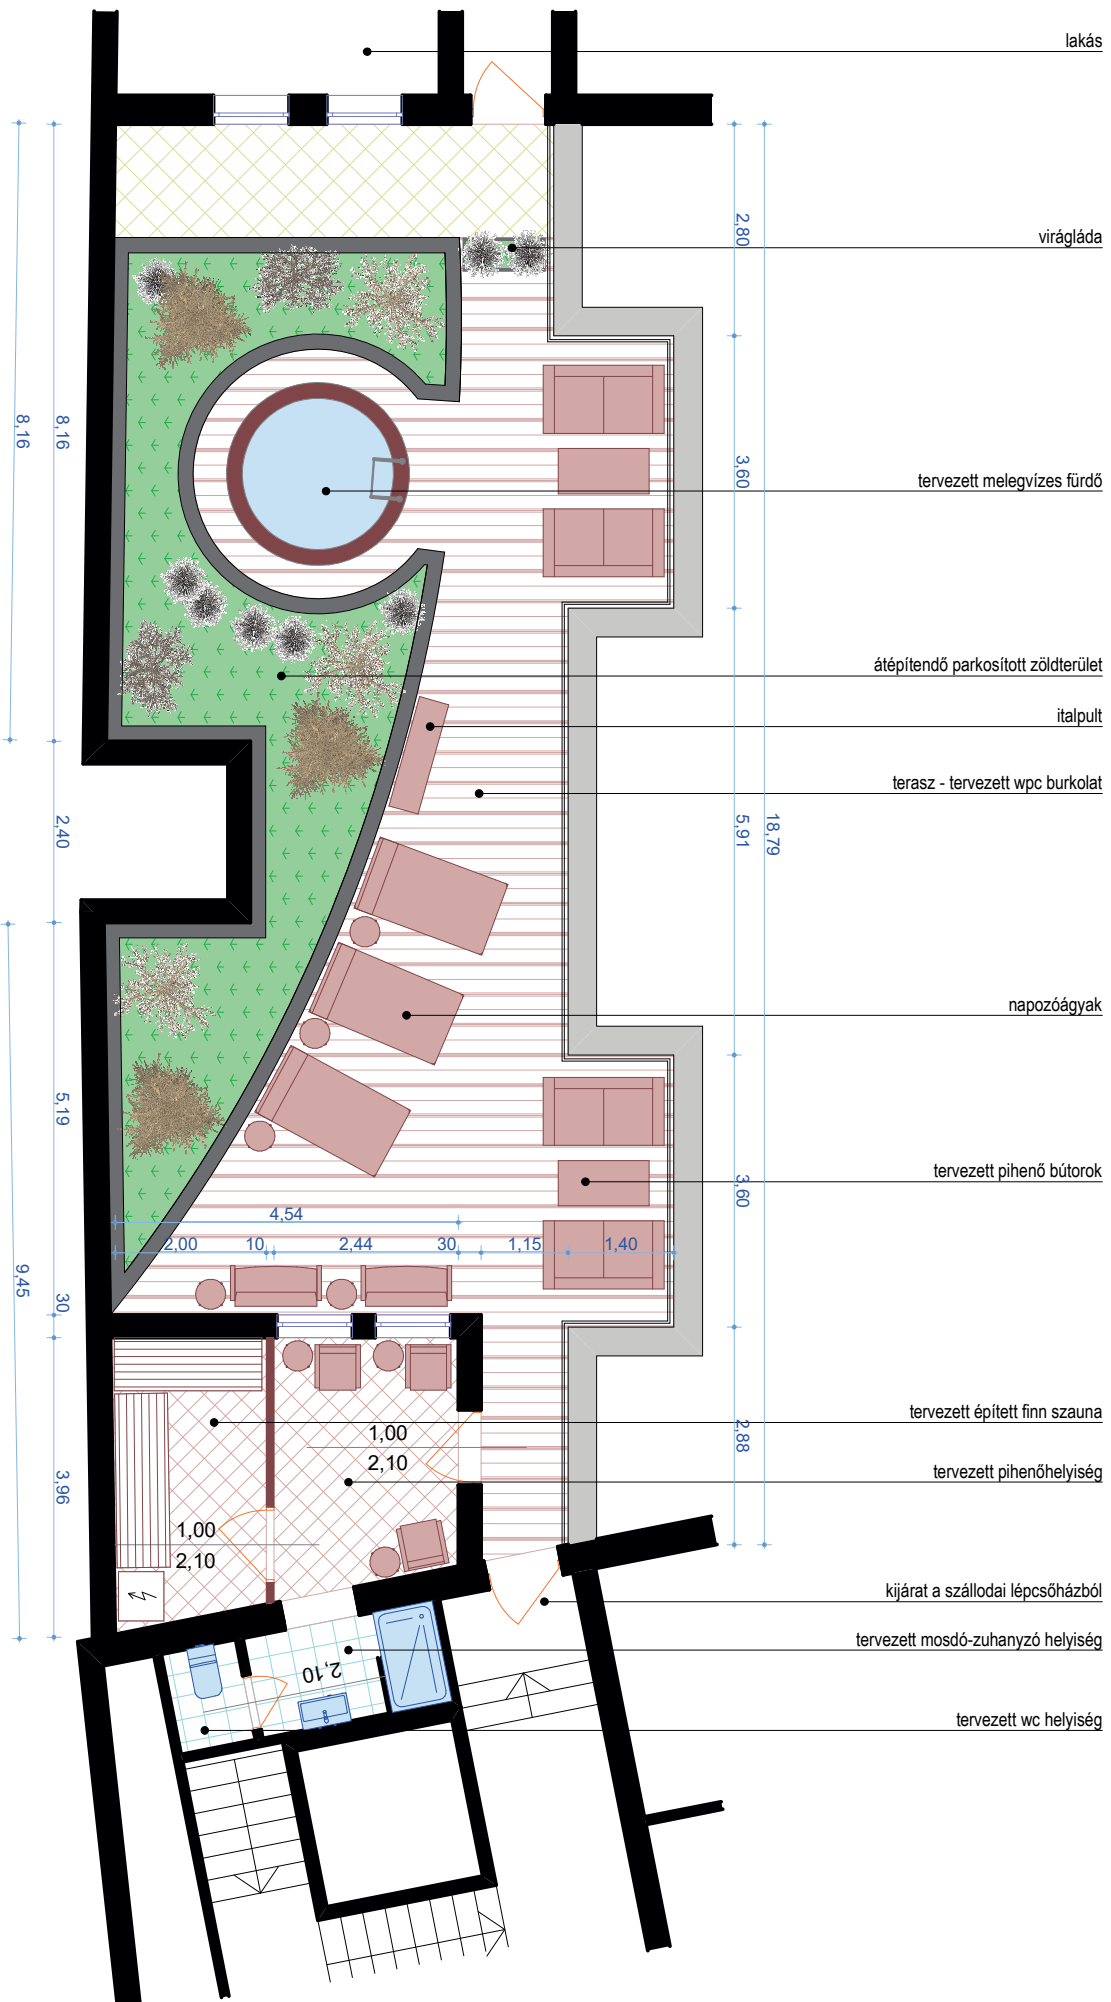 lakás
virágláda
2,80
8,16
8,16
3,60
tervezett melegvízes fürdő
átépítendő parkosított zöldterület
italpult
terasz - tervezett wpc burkolat
18,79
5,91
2,40
napozóágyak
5,19
tervezett pihenő bútorok
3,60
4,54
2,00
10
2,44
30
1,15
1,40
9,45
30
tervezett épített finn szauna
1,00
2,10
2,88
tervezett pihenőhelyiség
3,96
1,00
2,10
kijárat a szállodai lépcsőházból
tervezett mosdó-zuhanyzó helyiség
2,10
tervezett wc helyiség